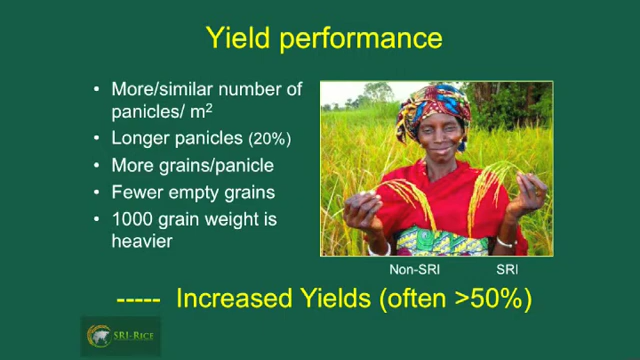 Yield performance
• More/similar number of
panicles/ m2
• Longer panicles (20%)
• More grains/panicle
• Fewer empty grains
• 1000 grain weight is
heavier
Non-SRI SRI
----- Increased Yields (often >50%)
SRI-RICE